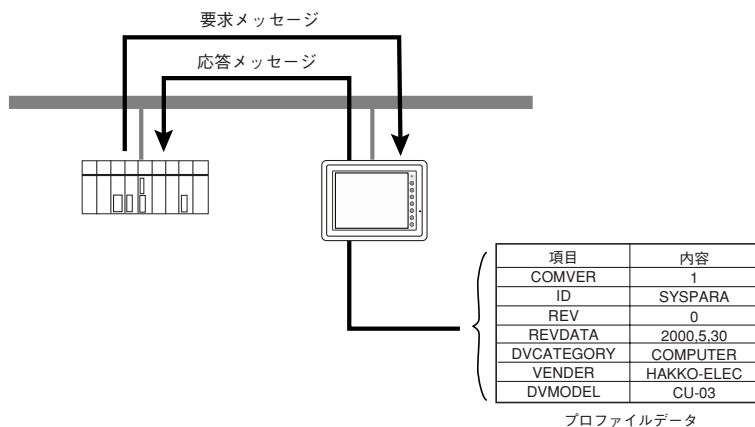 要求メッセージ
応答メッセージ
項目 内容
COMVER 1
ID SYSPARA
REV 0
REVDATA 2000,5,30
DVCATEGORY COMPUTER
VENDER HAKKO-ELEC
DVMODEL CU-03
プロファイルデータ